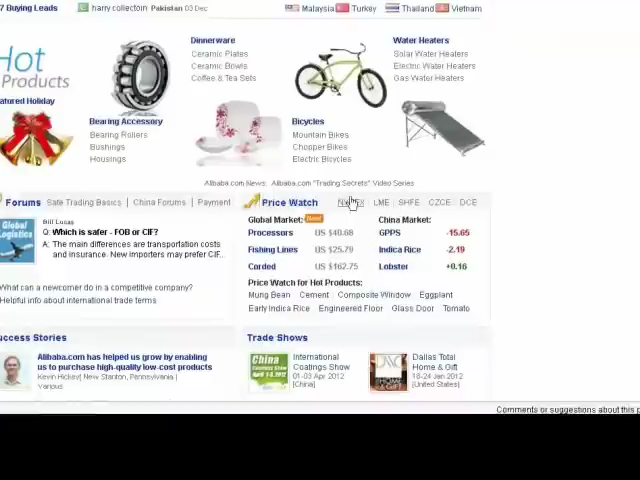 7 Buying Leads
harry collectoin Pakistan 03 Dec
Malaysia Turkey Thailand Vietnam
Hot
Products
Featured Holiday
Dinnerware
Ceramic Plates
Ceramic Bowls
Coffee & Tea Sets
Water Heaters
Solar Water Heaters
Electric Water Heaters
Gas Water Heaters
Bearing Accessory
Bearing Rollers
Bushings
Housings
Bicycles
Mountain Bikes
Chopper Bikes
Electric Bicycles
Alibaba.com News: Alibaba.com "Trading Secrets" Video Series
Forums Safe Trading Basics | China Forums | Payment
Global
Logistics
Bill Lucas
Q: Which is safer - FOB or CIF?
A: The main differences are transportation costs
and insurance. New importers may prefer CIF...
What can a newcomer do in a competitive company?
Helpful info about international trade terms
Price Watch
LME SHFE CZCE DCE
Global Market:
China Market:
Processors US $40.68 GPPS -15.65
Fishing Lines US $25.79 Indica Rice -2.19
Carded US $162.75 Lobster +0.16
Price Watch for Hot Products:
Mung Bean Cement Composite Window Eggplant
Early Indica Rice Engineered Floor Glass Door Tomato
uccess Stories
Alibaba.com has helped us grow by enabling
us to purchase high-quality low-cost products
Kevin Hickey| New Stanton, Pennsylvania |
Various
Trade Shows
China
International
Coatings Show
01-03 Apr 2012
[China]
HOME
& GIFT
Dallas Total
Home & Gift
18-24 Jan 2012
[United States]
Comments or suggestions about this p